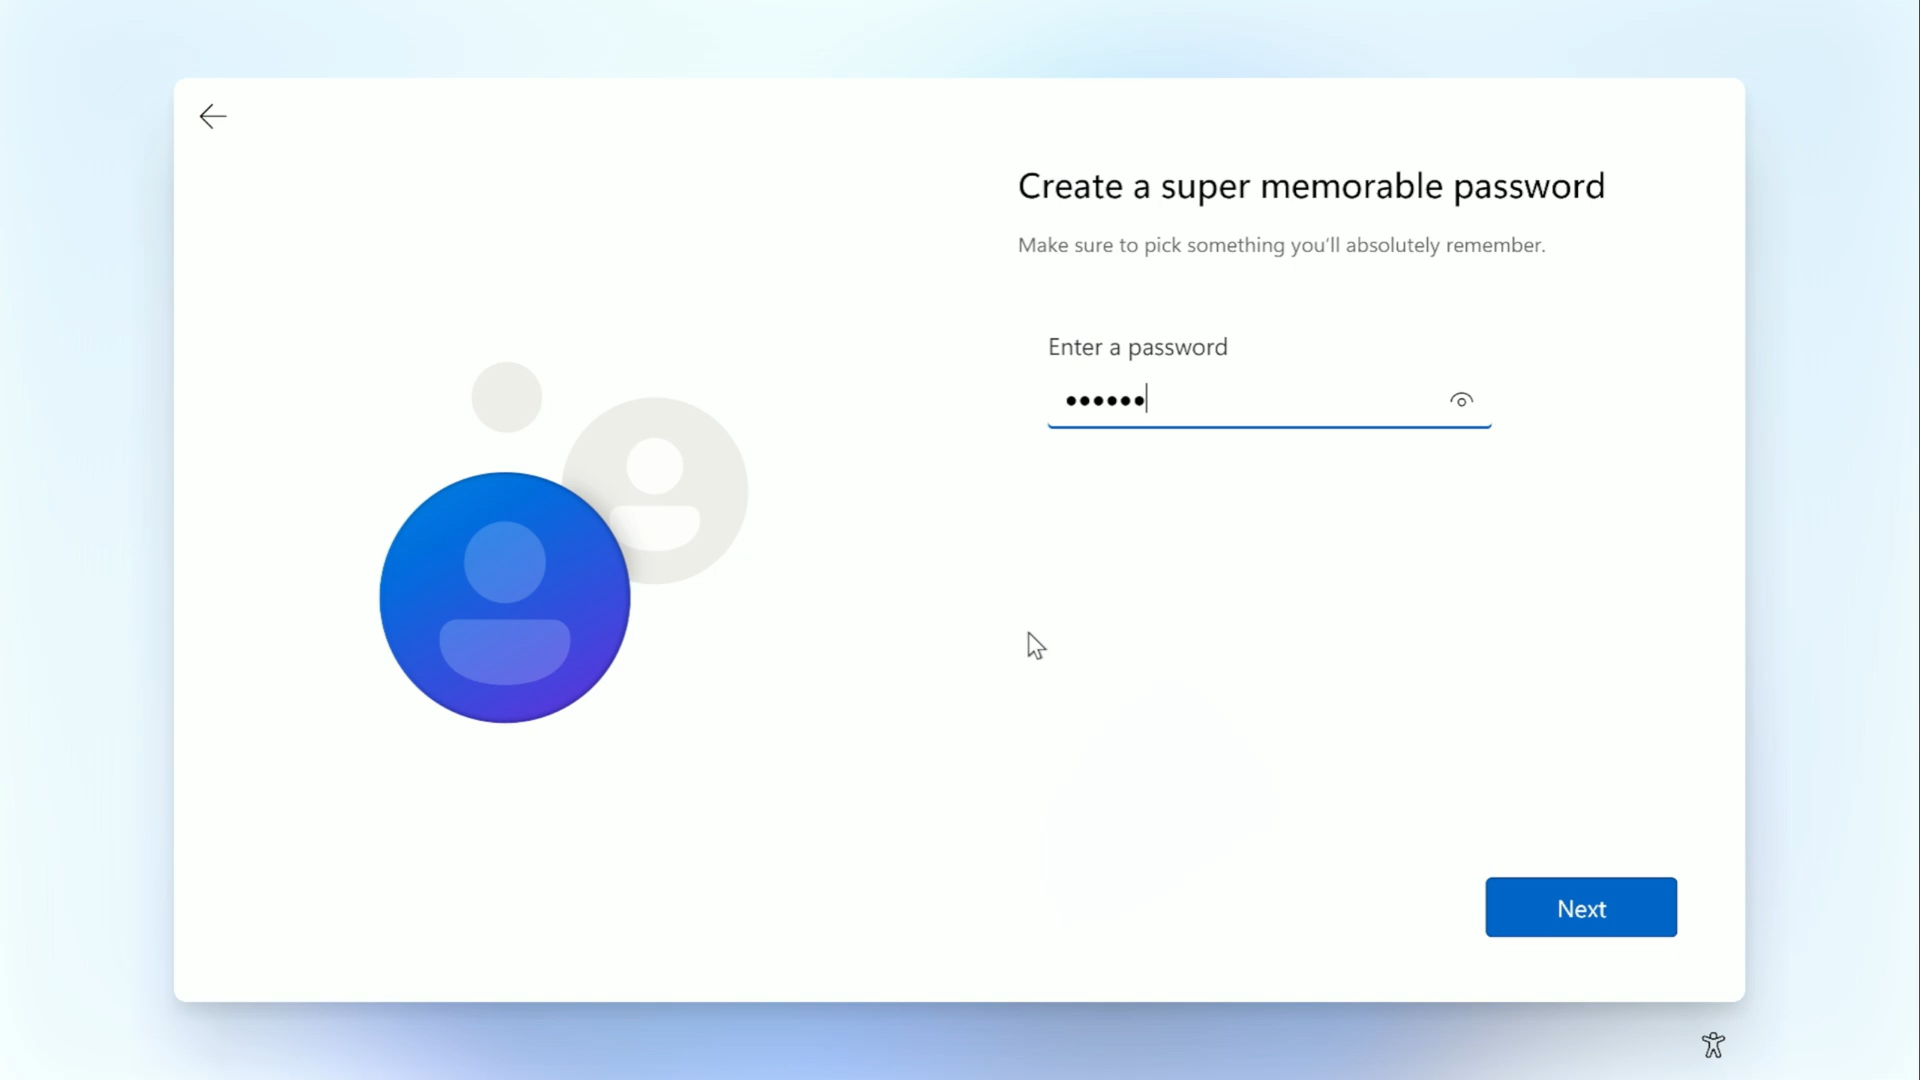 Create a super memorable password
Make sure to pick something you'll absolutely remember.
Enter a password
••••••
Next